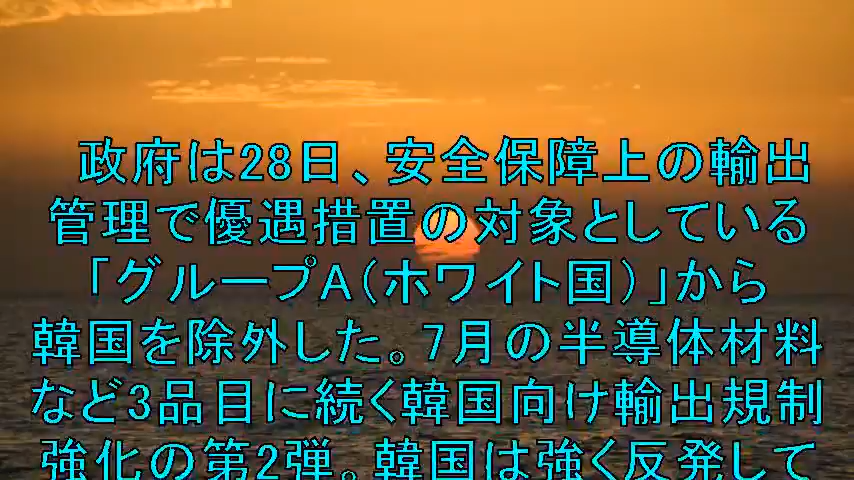 政府は28日、安全保障上の輸出
管理で優遇措置の対象としている
「グループA(ホワイト国)」から
韓国を除外した。7月の半導体材料
など3品目に続く韓国向け輸出規制
強化の第2弾。韓国は強く反発して